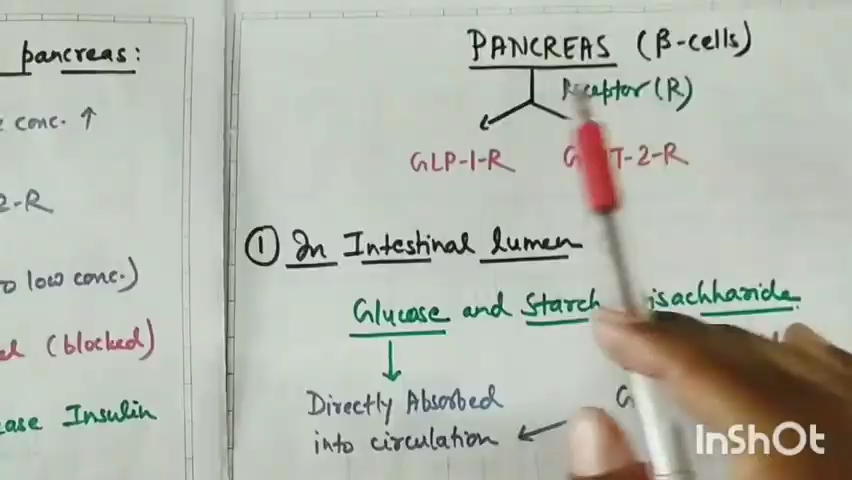 pancreas:
conc. ↑
2-R
low conc.)
(blocked)
Insulin
PANCREAS (β-cells)
Receptor (R)
GLP-1-R
T-2-R
① In Intestinal lumen
Glucose and Starch isachharide
Directly Absorbed
into circulation
G
InShOt